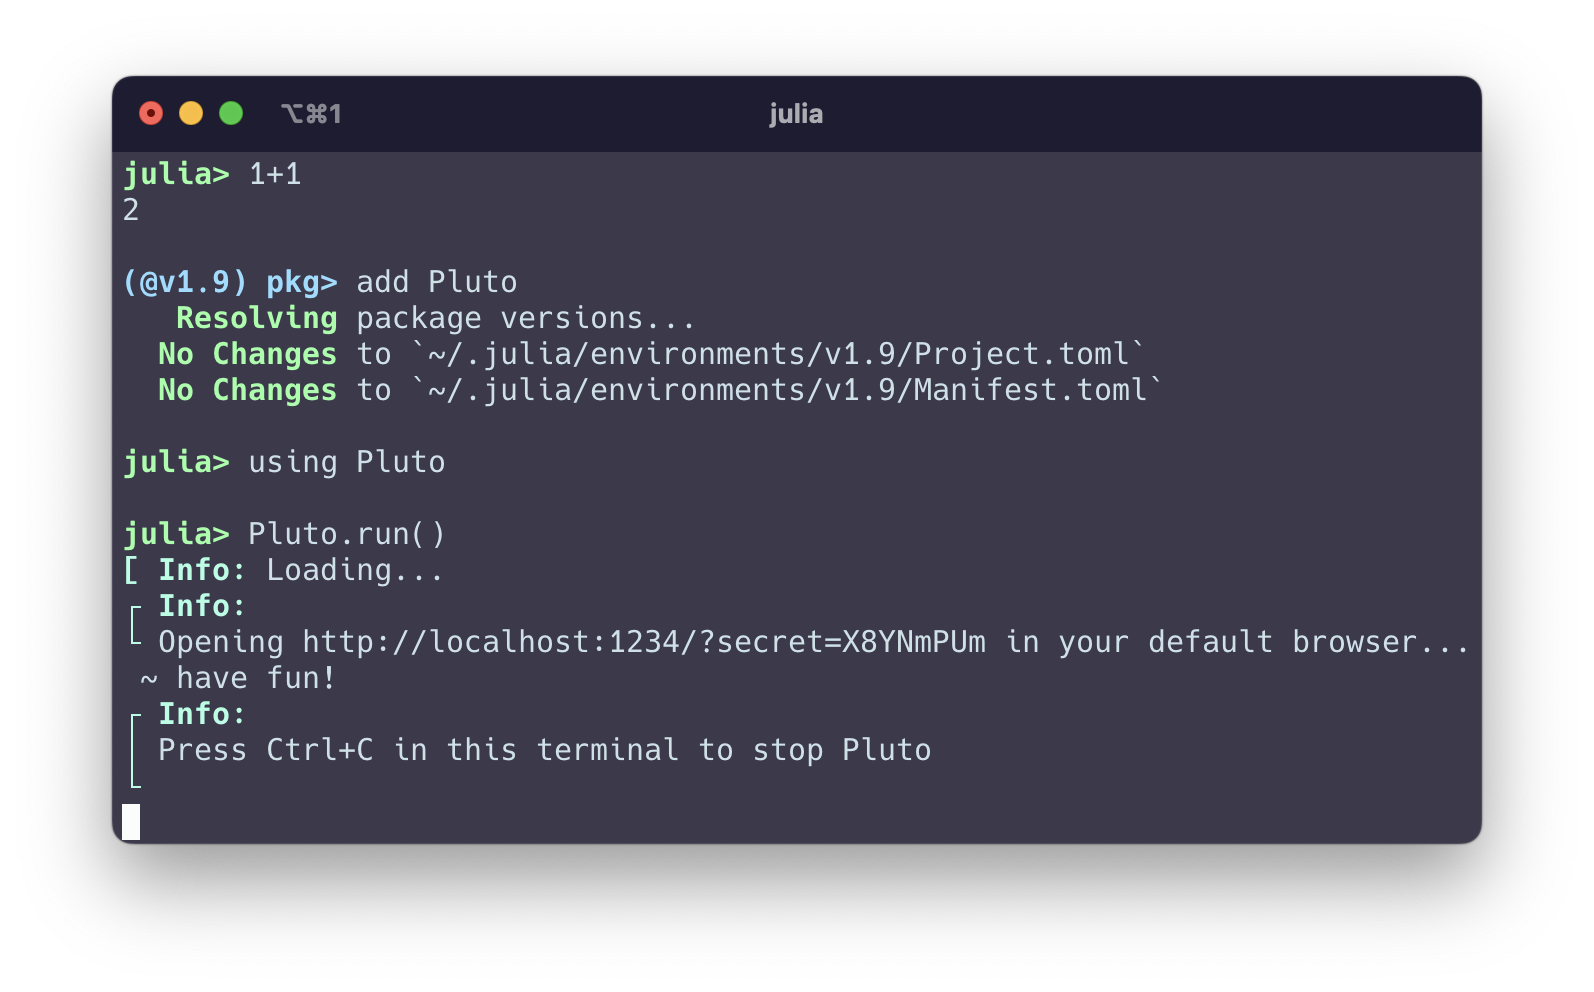 ⌥⌘1 julia
julia> 1+1
2
(@v1.9) pkg> add Pluto
Resolving package versions...
No Changes to `~/.julia/environments/v1.9/Project.toml`
No Changes to `~/.julia/environments/v1.9/Manifest.toml`
julia> using Pluto
julia> Pluto.run()
[ Info: Loading...
┌ Info:
└ Opening http://localhost:1234/?secret=X8YNmPUm in your default browser...
~ have fun!
┌ Info:
│ Press Ctrl+C in this terminal to stop Pluto
└